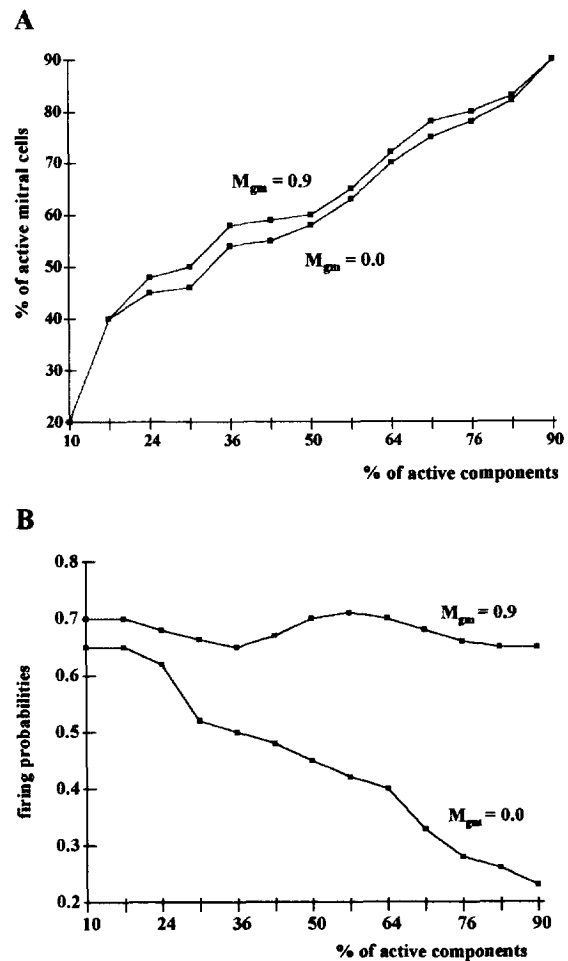 A
90
80
70
60
50
40
30
20
% of active mitral cells
M_gm = 0.9
M_gm = 0.0
10 24 36 50 64 76 90
% of active components
B
0.8
0.7
0.6
0.5
0.4
0.3
0.2
firing probabilities
M_gm = 0.9
M_gm = 0.0
10 24 36 50 64 76 90
% of active components